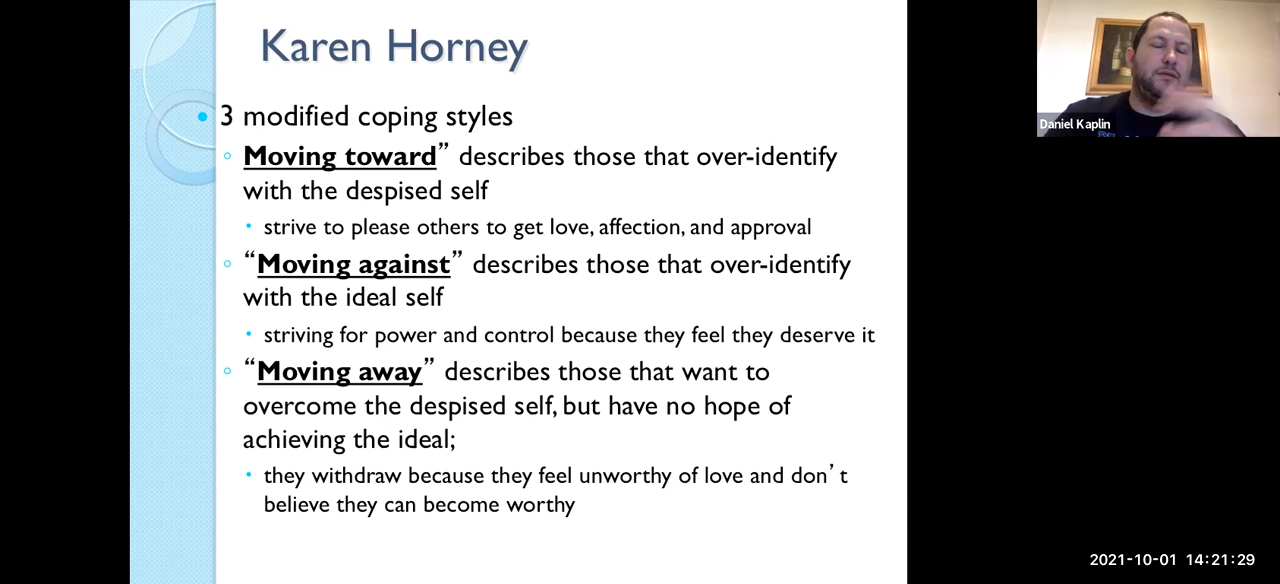 Karen Horney
3 modified coping styles
Moving toward” describes those that over-identify
with the despised self
strive to please others to get love, affection, and approval
“Moving against” describes those that over-identify
with the ideal self
striving for power and control because they feel they deserve it
“Moving away” describes those that want to
overcome the despised self, but have no hope of
achieving the ideal;
they withdraw because they feel unworthy of love and don’t
believe they can become worthy
Daniel Kaplin
2021-10-01 14:21:29